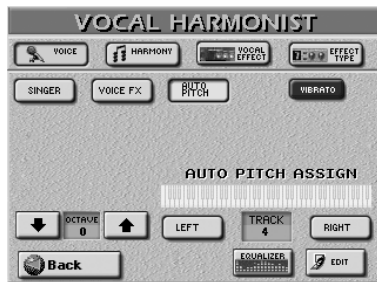 VOCAL HARMONIST
VOICE HARMONY VOCAL EFFECT EFFECT TYPE
SINGER VOICE FX AUTO PITCH VIBRATO
AUTO PITCH ASSIGN
OCTAVE 0 LEFT TRACK 4 RIGHT
Back EQUALIZER EDIT